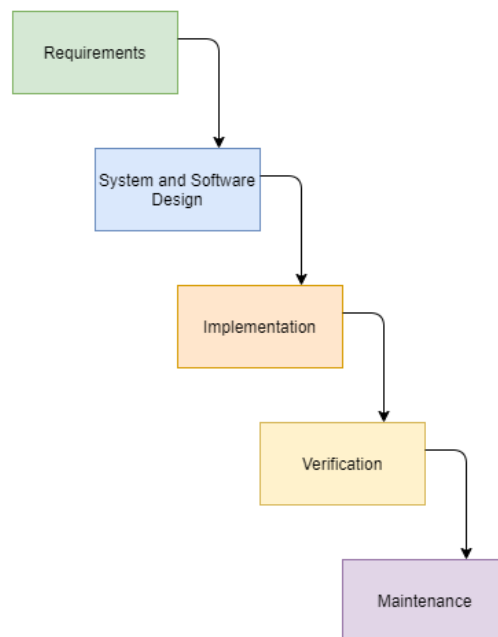 Requirements
System and Software
Design
Implementation
Verification
Maintenance